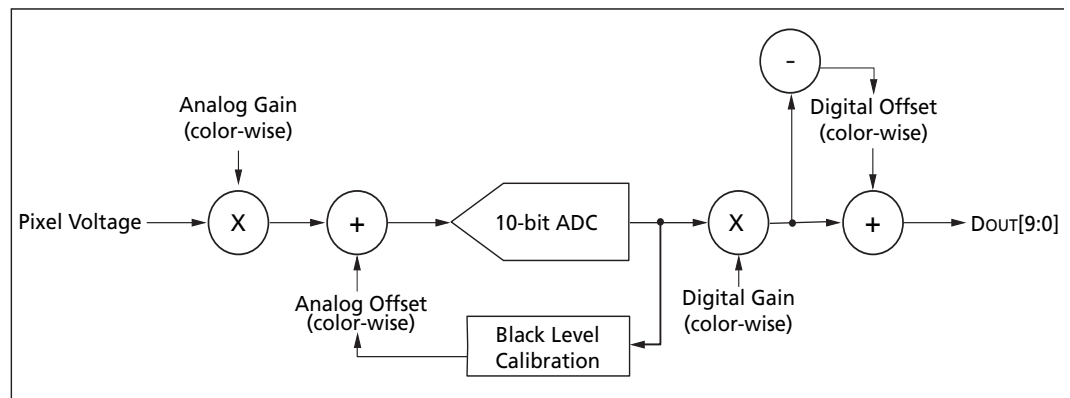 -
Analog Gain
(color-wise)
Digital Offset
(color-wise)
Pixel Voltage
X
+
10-bit ADC
X
+
DOUT[9:0]
Analog Offset
(color-wise)
Digital Gain
(color-wise)
Black Level
Calibration